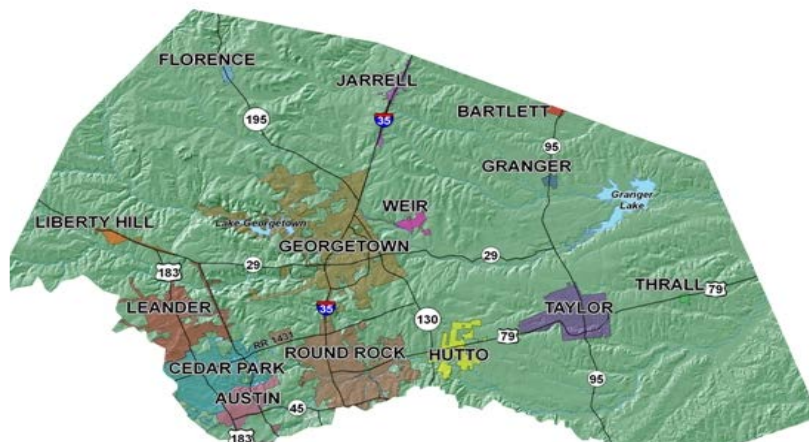 FLORENCE
JARRELL
195
35
BARTLETT
95
GRANGER
Granger
Lake
WEIR
LIBERTY HILL
Lake Georgetown
GEORGETOWN
183
29
29
THRALL
79
LEANDER
35
130
TAYLOR
RR 1431
79
ROUND ROCK
HUTTO
CEDAR PARK
AUSTIN
95
45
183